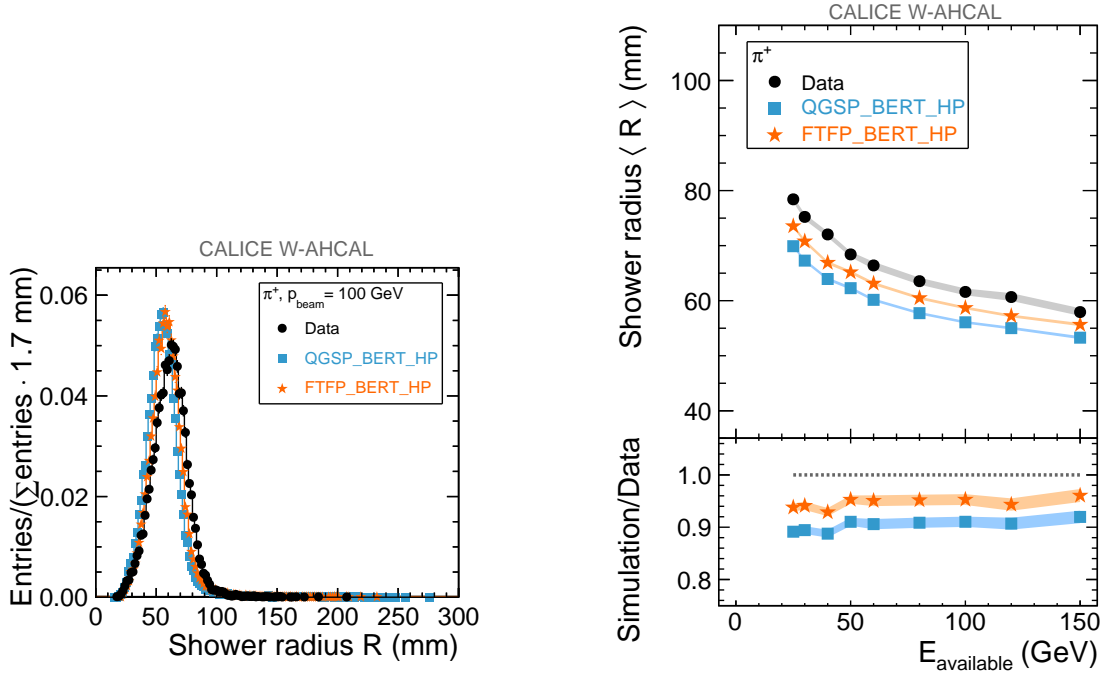 CALICE W-AHCAL
Entries/(∑entries · 1.7 mm)
0.06
0.04
0.02
0.00
π+, p_beam = 100 GeV
Data
QGSP_BERT_HP
FTFP_BERT_HP
0 50 100 150 200 250 300
Shower radius R (mm)
CALICE W-AHCAL
Shower radius ⟨ R ⟩ (mm)
100
80
60
40
π+
Data
QGSP_BERT_HP
FTFP_BERT_HP
Simulation/Data
1.0
0.9
0.8
0 50 100 150
E_available (GeV)